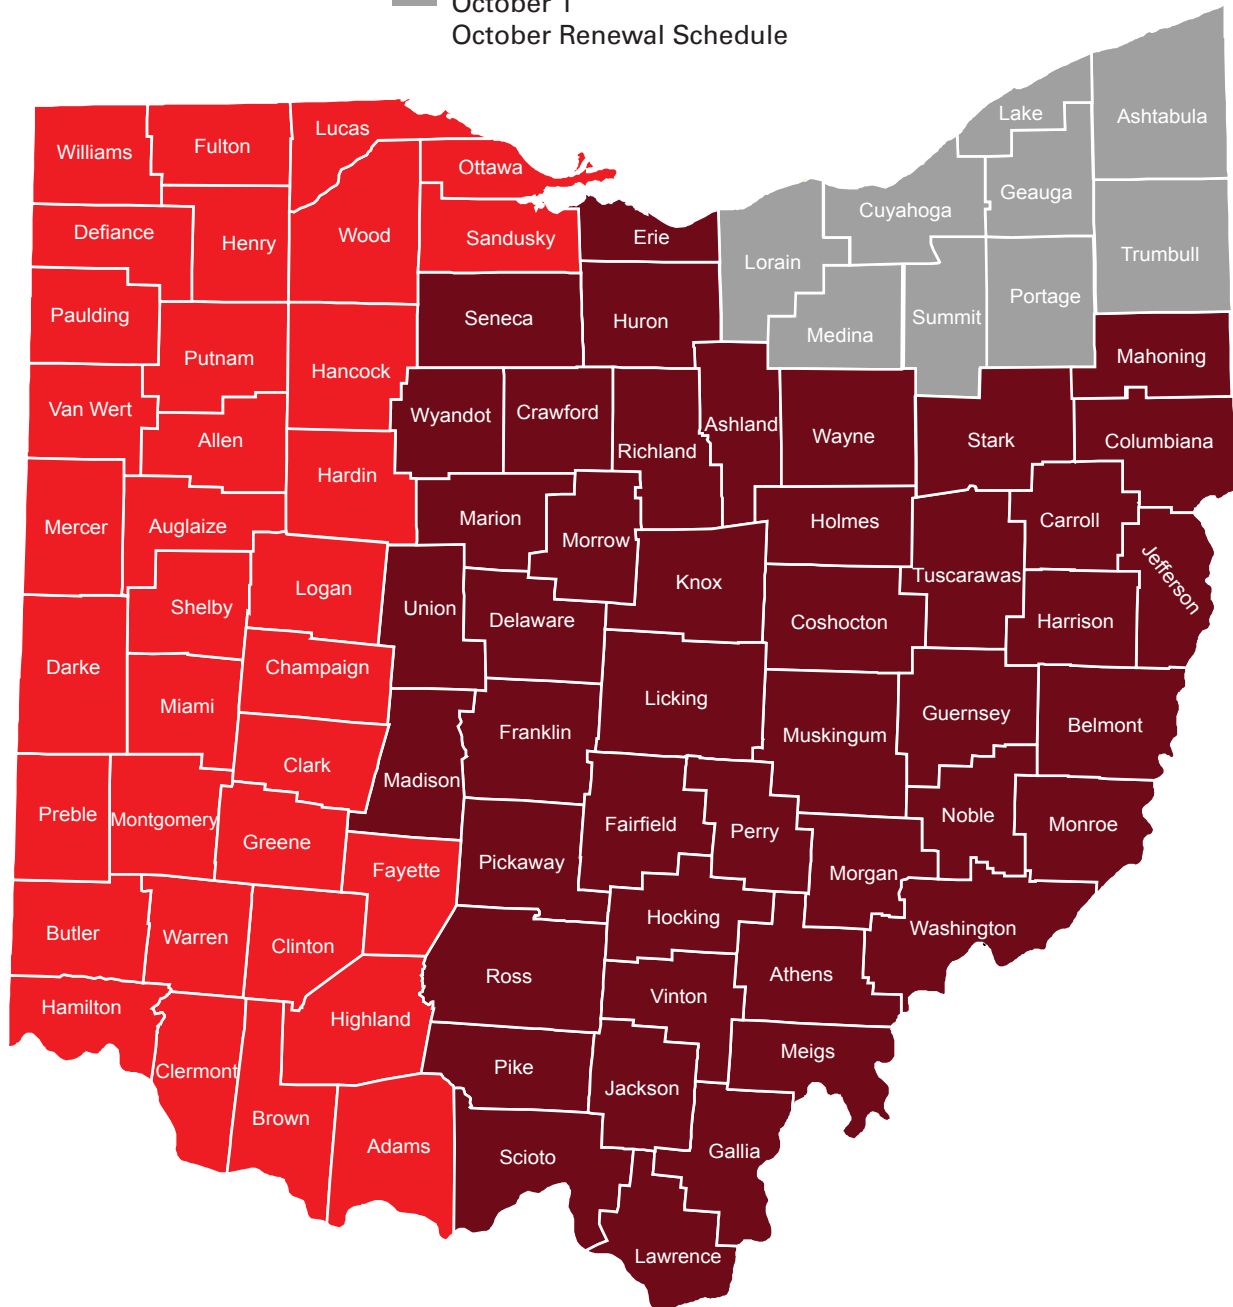 October 1
October Renewal Schedule
Lake
Ashtabula
Lucas
Fulton
Williams
Ottawa
Geauga
Cuyahoga
Defiance
Henry
Wood
Sandusky
Erie
Lorain
Trumbull
Paulding
Seneca
Huron
Portage
Summit
Medina
Putnam
Hancock
Mahoning
Van Wert
Allen
Wyandot
Crawford
Richland
Ashland
Wayne
Stark
Columbiana
Hardin
Mercer
Auglaize
Marion
Morrow
Holmes
Carroll
Jefferson
Logan
Shelby
Union
Delaware
Knox
Coshocton
Tuscarawas
Harrison
Darke
Champaign
Miami
Licking
Franklin
Muskingum
Guernsey
Belmont
Clark
Madison
Preble
Montgomery
Greene
Fairfield
Perry
Noble
Monroe
Fayette
Pickaway
Morgan
Butler
Warren
Clinton
Hocking
Washington
Ross
Athens
Vinton
Hamilton
Highland
Meigs
Clermont
Pike
Jackson
Brown
Adams
Scioto
Gallia
Lawrence